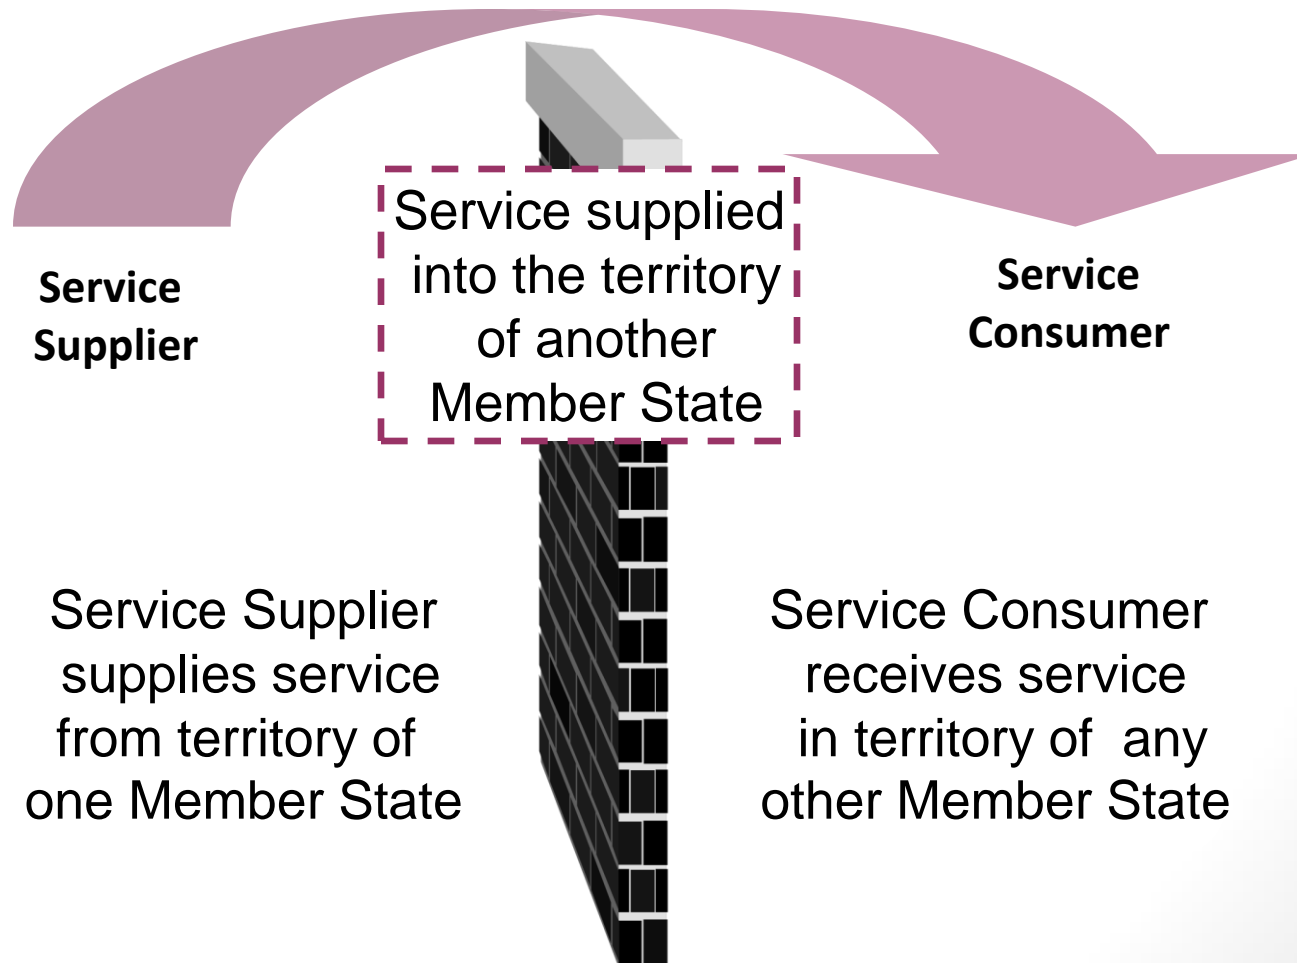 Service
Supplier
Service supplied
into the territory
of another
Member State
Service
Consumer
Service Supplier
supplies service
from territory of
one Member State
Service Consumer
receives service
in territory of any
other Member State